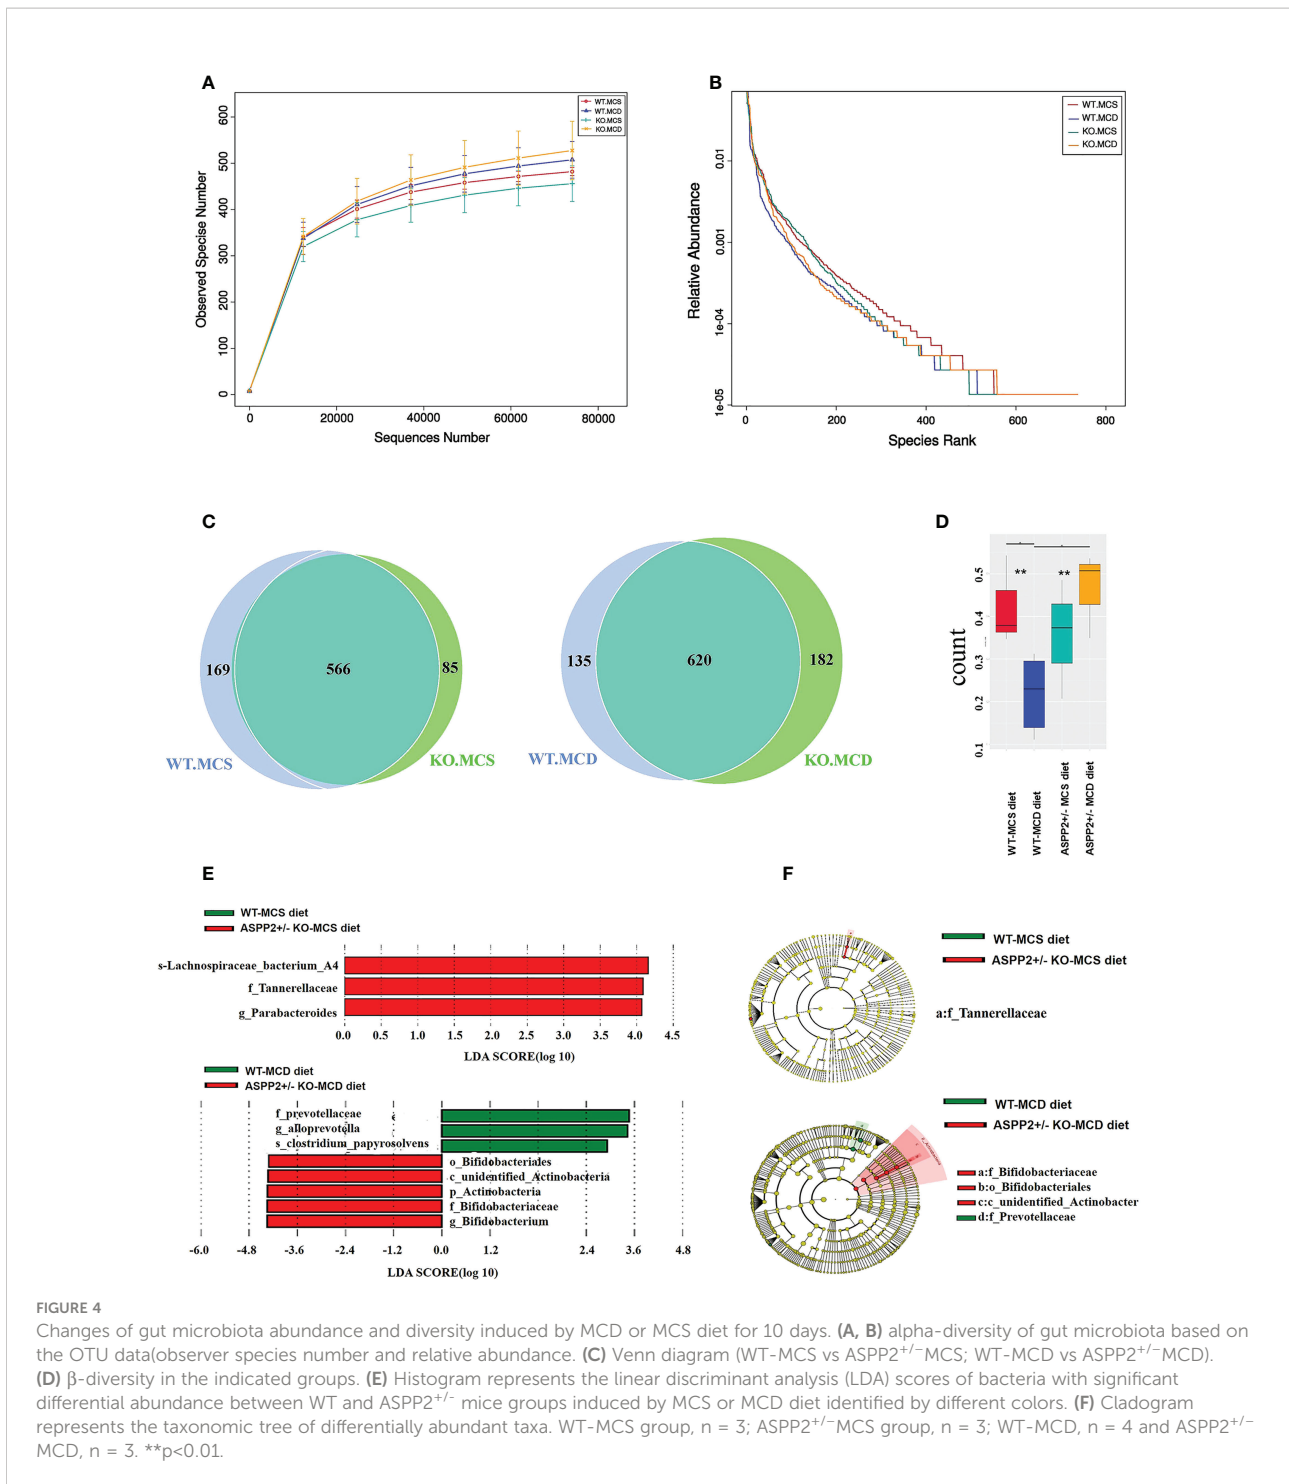 A
Observed Specise Number
600
500
400
300
200
100
0
0 20000 40000 60000 80000
Sequences Number
WT.MCS
WT.MCD
KO.MCS
KO.MCD
B
Relative Abundance
0.01
0.001
1e-04
1e-05
0 200 400 600 800
Species Rank
WT.MCS
WT.MCD
KO.MCS
KO.MCD
C
169 566 85
WT.MCS KO.MCS
135 620 182
WT.MCD KO.MCD
D
count
0.5
0.4
0.3
0.2
0.1
** **
WT-MCS diet
WT-MCD diet
ASPP2+/- MCS diet
ASPP2+/- MCD diet
E
WT-MCS diet
ASPP2+/- KO-MCS diet
s-Lachnospiraceae_bacterium_A4
f_Tannerellaceae
g_Parabacteroides
0.0 0.5 1.0 1.5 2.0 2.5 3.0 3.5 4.0 4.5
LDA SCORE(log 10)
WT-MCD diet
ASPP2+/- KO-MCD diet
f_prevotellaceae
g_alloprevotlla
s_clostridium_papyrosolvens
o_Bifidobacteriales
c_unidentified_Actinobacteria
p_Actinobacteria
f_Bifidobacteriaceae
g_Bifidobacterium
-6.0 -4.8 -3.6 -2.4 -1.2 0.0 1.2 2.4 3.6 4.8
LDA SCORE(log 10)
F
WT-MCS diet
ASPP2+/- KO-MCS diet
a:f_Tannerellaceae
WT-MCD diet
ASPP2+/- KO-MCD diet
a:f_Bifidobacteriaceae
b:o_Bifidobacteriales
c:c_unidentified_Actinobacter
d:f_Prevotellaceae
FIGURE 4
Changes of gut microbiota abundance and diversity induced by MCD or MCS diet for 10 days. (A, B) alpha-diversity of gut microbiota based on
the OTU data(observer species number and relative abundance. (C) Venn diagram (WT-MCS vs ASPP2+/−MCS; WT-MCD vs ASPP2+/−MCD).
(D) β-diversity in the indicated groups. (E) Histogram represents the linear discriminant analysis (LDA) scores of bacteria with significant
differential abundance between WT and ASPP2+/- mice groups induced by MCS or MCD diet identified by different colors. (F) Cladogram
represents the taxonomic tree of differentially abundant taxa. WT-MCS group, n = 3; ASPP2+/−MCS group, n = 3; WT-MCD, n = 4 and ASPP2+/−
MCD, n = 3. **p<0.01.